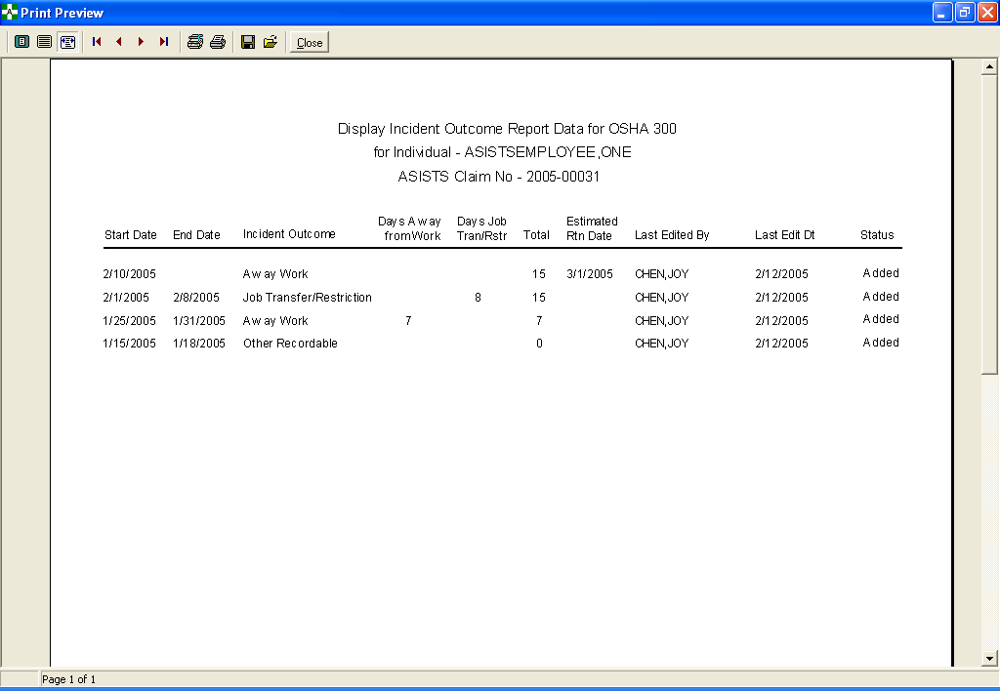 Print Preview
Close
Display Incident Outcome Report Data for OSHA 300
for Individual - ASISTSEMPLOYEE,ONE
ASISTS Claim No - 2005-00031
Start Date End Date Incident Outcome Days Away from Work Days Job Tran/Rstr Total Estimated Rtn Date Last Edited By Last Edit Dt Status
2/10/2005 Away Work 15 3/1/2005 CHEN,JOY 2/12/2005 Added
2/1/2005 2/8/2005 Job Transfer/Restriction 8 15 CHEN,JOY 2/12/2005 Added
1/25/2005 1/31/2005 Away Work 7 7 CHEN,JOY 2/12/2005 Added
1/15/2005 1/18/2005 Other Recordable 0 CHEN,JOY 2/12/2005 Added
Page 1 of 1